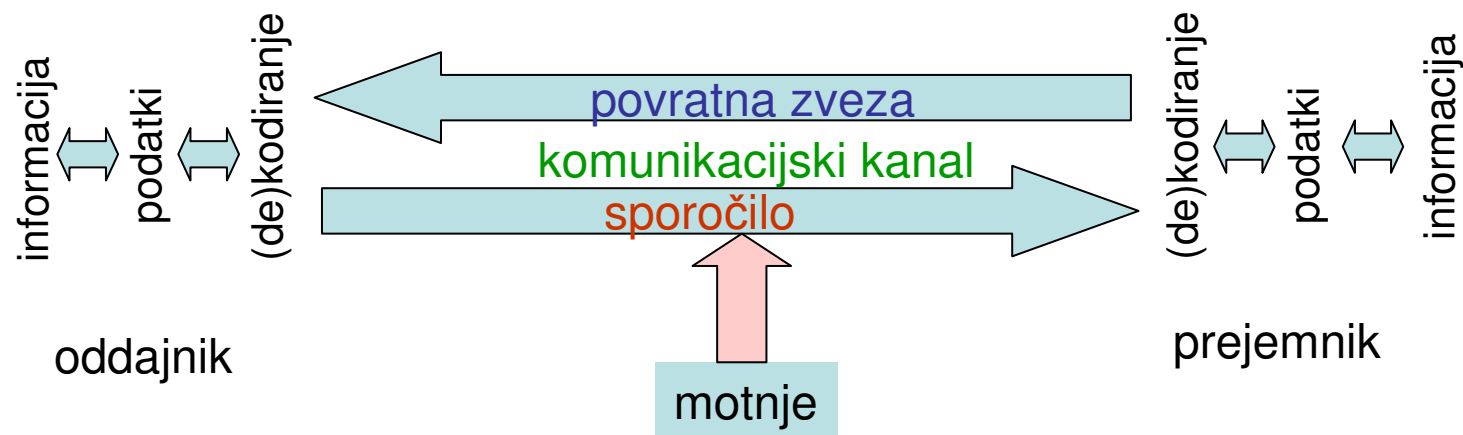 informacija
podatki
(de)kodiranje
povratna zveza
komunikacijski kanal
sporočilo
(de)kodiranje
podatki
informacija
oddajnik
prejemnik
motnje